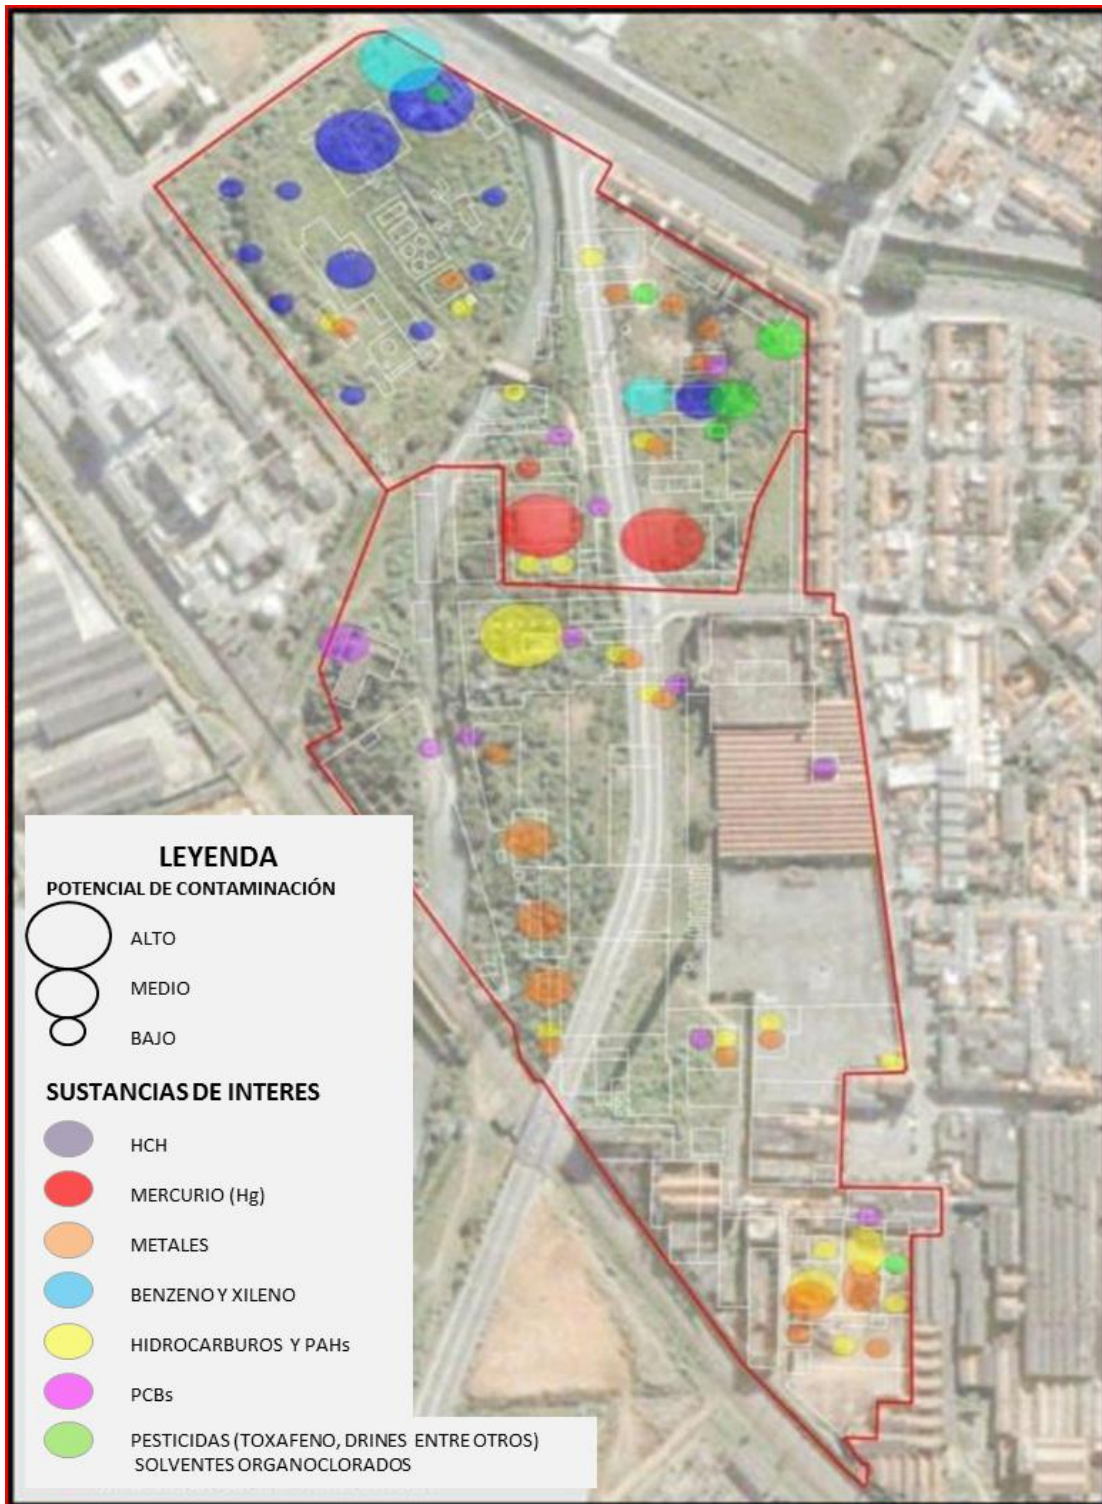 LEYENDA
POTENCIAL DE CONTAMINACIÓN
ALTO
MEDIO
BAJO
SUSTANCIAS DE INTERES
HCH
MERCURIO (Hg)
METALES
BENZENO Y XILENO
HIDROCARBUROS Y PAHs
PCBs
PESTICIDAS (TOXAFENO, DRINES ENTRE OTROS)
SOLVENTES ORGANOCLORADOS